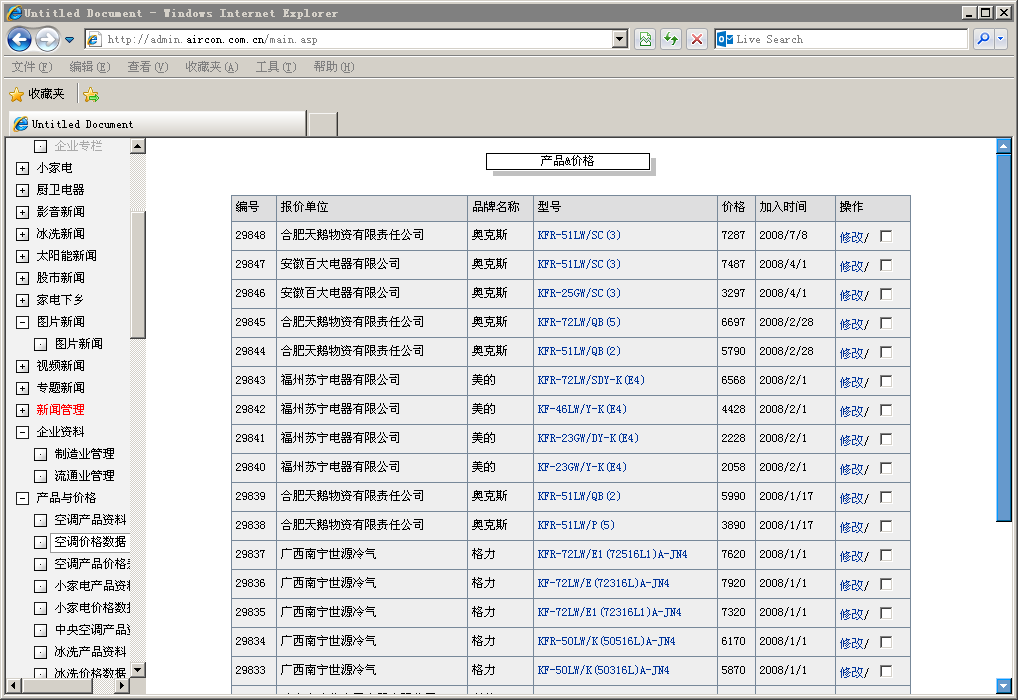 Untitled Document - Windows Internet Explorer
http://admin.aircon.com.cn/main.asp
Live Search
文件(F) 编辑(E) 查看(V) 收藏夹(A) 工具(T) 帮助(H)
收藏夹
Untitled Document
企业专栏
小家电
厨卫电器
影音新闻
冰洗新闻
太阳能新闻
股市新闻
家电下乡
图片新闻
图片新闻
视频新闻
专题新闻
新闻管理
企业资料
制造业管理
流通业管理
产品与价格
空调产品资料
空调价格数据
空调产品价格
小家电产品资料
小家电价格数据
中央空调产品
冰洗产品资料
冰洗价格数据
产品&价格
编号 报价单位 品牌名称 型号 价格 加入时间 操作
29848 合肥天鹅物资有限责任公司 奥克斯 KFR-51LW/SC(3) 7287 2008/7/8 修改/
29847 安徽百大电器有限公司 奥克斯 KFR-51LW/SC(3) 7487 2008/4/1 修改/
29846 安徽百大电器有限公司 奥克斯 KFR-25GW/SC(3) 3297 2008/4/1 修改/
29845 合肥天鹅物资有限责任公司 奥克斯 KFR-72LW/QB(5) 6697 2008/2/28 修改/
29844 合肥天鹅物资有限责任公司 奥克斯 KFR-51LW/QB(2) 5790 2008/2/28 修改/
29843 福州苏宁电器有限公司 美的 KFR-72LW/SDY-K(E4) 6568 2008/2/1 修改/
29842 福州苏宁电器有限公司 美的 KF-46LW/Y-K(E4) 4428 2008/2/1 修改/
29841 福州苏宁电器有限公司 美的 KFR-23GW/DY-K(E4) 2228 2008/2/1 修改/
29840 福州苏宁电器有限公司 美的 KF-23GW/Y-K(E4) 2058 2008/2/1 修改/
29839 合肥天鹅物资有限责任公司 奥克斯 KFR-51LW/QB(2) 5990 2008/1/17 修改/
29838 合肥天鹅物资有限责任公司 奥克斯 KFR-51LW/P(5) 3890 2008/1/17 修改/
29837 广西南宁世源冷气 格力 KFR-72LW/E1(72516L1)A-JN4 7620 2008/1/1 修改/
29836 广西南宁世源冷气 格力 KF-72LW/E(72316L)A-JN4 7920 2008/1/1 修改/
29835 广西南宁世源冷气 格力 KF-72LW/E1(72316L1)A-JN4 7320 2008/1/1 修改/
29834 广西南宁世源冷气 格力 KFR-50LW/K(50516L)A-JN4 6170 2008/1/1 修改/
29833 广西南宁世源冷气 格力 KF-50LW/K(50316L)A-JN4 5870 2008/1/1 修改/